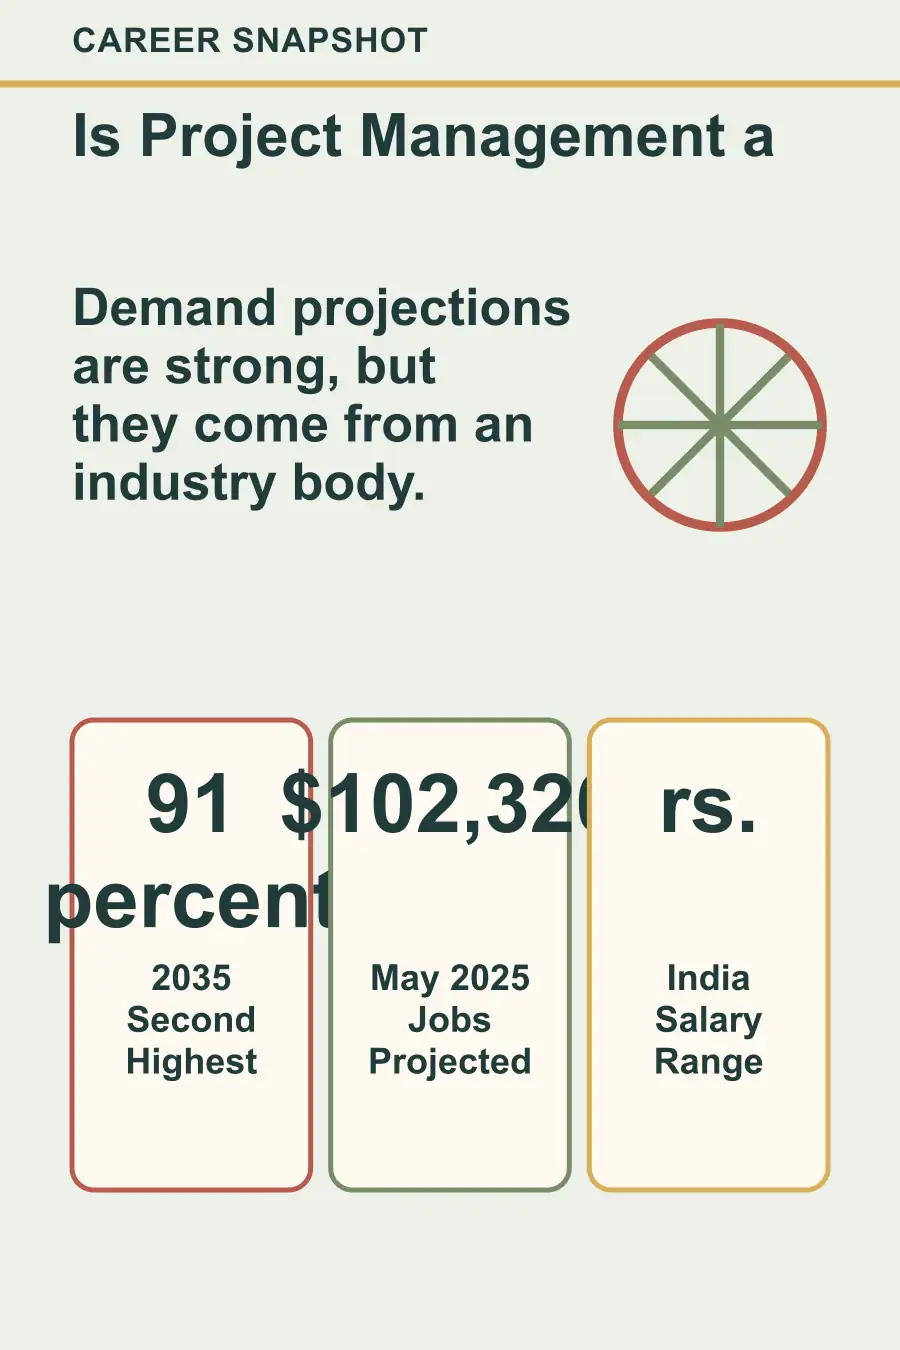 CAREER SNAPSHOT
Is Project Management a
Demand projections
are strong, but
they come from an
industry body.
91
percent
2035
Second
Highest
$102,320
May 2025
Jobs
Projected
rs.
India
Salary
Range